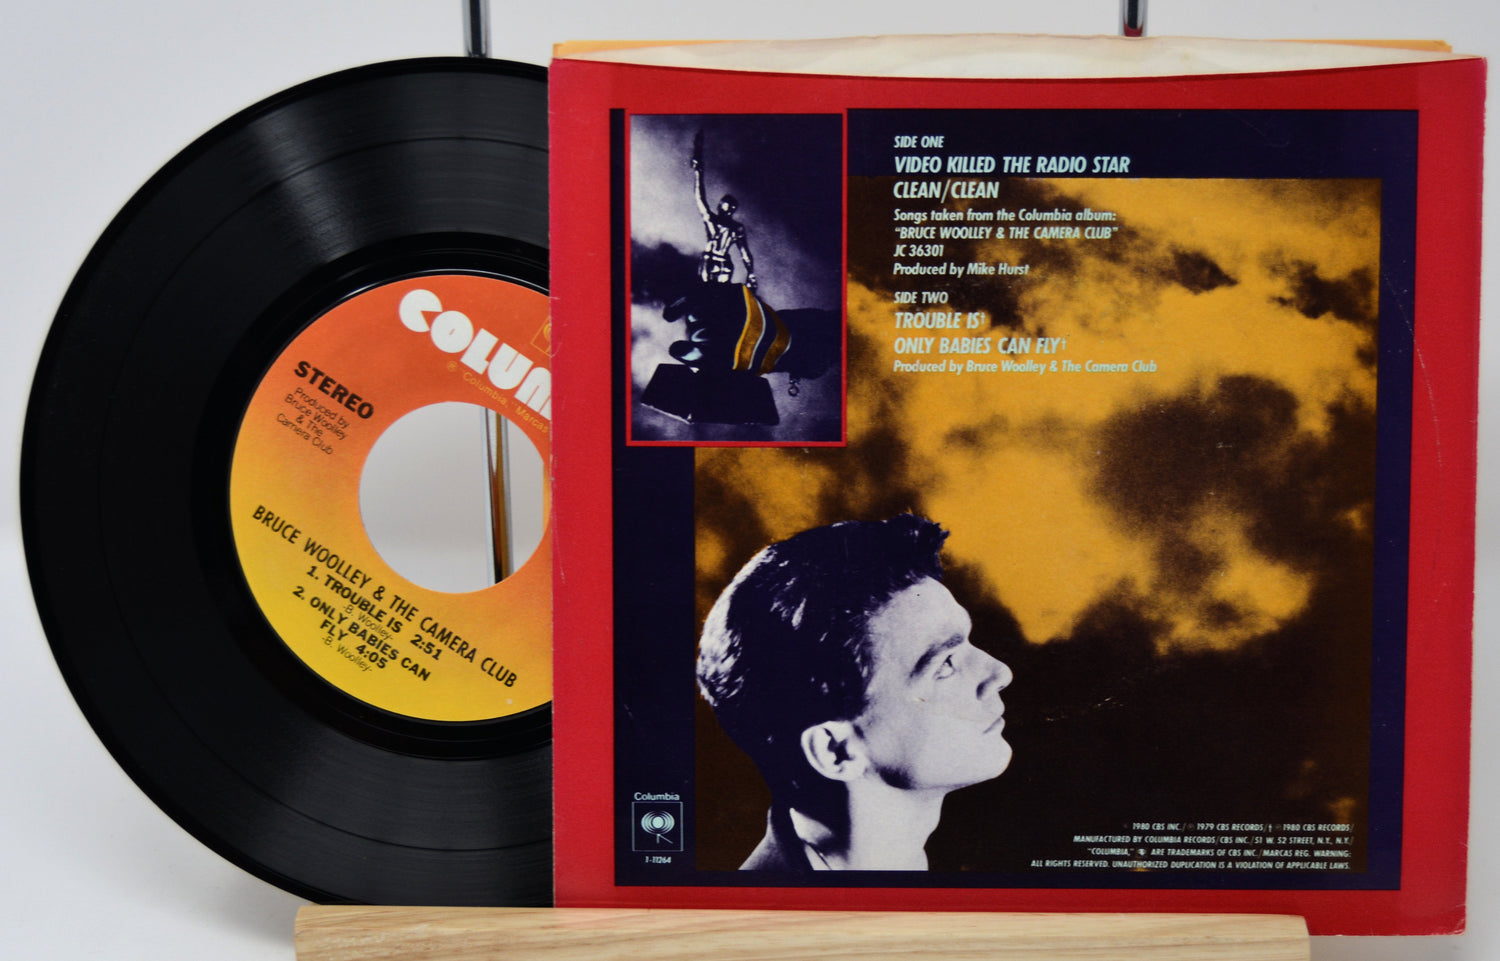 COLUM
℗ Columbia, Marcas
STEREO
Produced by
Bruce Woolley
& The
Camera Club
BRUCE WOOLLEY & THE CAMERA CLUB
1. TROUBLE IS 2:51
-B. Woolley-
2. ONLY BABIES CAN
FLY 4:05
-B. Woolley-
SIDE ONE
VIDEO KILLED THE RADIO STAR
CLEAN/CLEAN
Songs taken from the Columbia album:
"BRUCE WOOLLEY & THE CAMERA CLUB"
JC 36301
Produced by Mike Hurst
SIDE TWO
TROUBLE IS†
ONLY BABIES CAN FLY†
Produced by Bruce Woolley & The Camera Club
Columbia
1-11264
1980 CBS INC./℗ 1979 CBS RECORDS/† ℗ 1980 CBS RECORDS/
MANUFACTURED BY COLUMBIA RECORDS/CBS INC./51 W. 52 STREET, N.Y., N.Y./
"COLUMBIA," ARE TRADEMARKS OF CBS INC./MARCAS REG. WARNING:
ALL RIGHTS RESERVED. UNAUTHORIZED DUPLICATION IS A VIOLATION OF APPLICABLE LAWS.